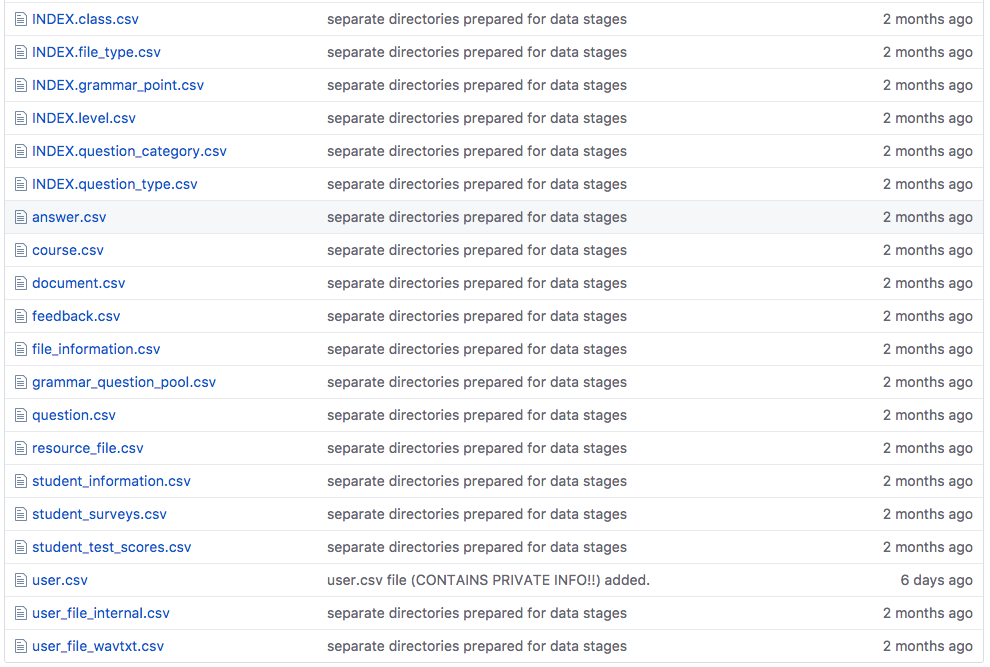 INDEX.class.csv separate directories prepared for data stages 2 months ago
INDEX.file_type.csv separate directories prepared for data stages 2 months ago
INDEX.grammar_point.csv separate directories prepared for data stages 2 months ago
INDEX.level.csv separate directories prepared for data stages 2 months ago
INDEX.question_category.csv separate directories prepared for data stages 2 months ago
INDEX.question_type.csv separate directories prepared for data stages 2 months ago
answer.csv separate directories prepared for data stages 2 months ago
course.csv separate directories prepared for data stages 2 months ago
document.csv separate directories prepared for data stages 2 months ago
feedback.csv separate directories prepared for data stages 2 months ago
file_information.csv separate directories prepared for data stages 2 months ago
grammar_question_pool.csv separate directories prepared for data stages 2 months ago
question.csv separate directories prepared for data stages 2 months ago
resource_file.csv separate directories prepared for data stages 2 months ago
student_information.csv separate directories prepared for data stages 2 months ago
student_surveys.csv separate directories prepared for data stages 2 months ago
student_test_scores.csv separate directories prepared for data stages 2 months ago
user.csv user.csv file (CONTAINS PRIVATE INFO!!) added. 6 days ago
user_file_internal.csv separate directories prepared for data stages 2 months ago
user_file_wavtxt.csv separate directories prepared for data stages 2 months ago